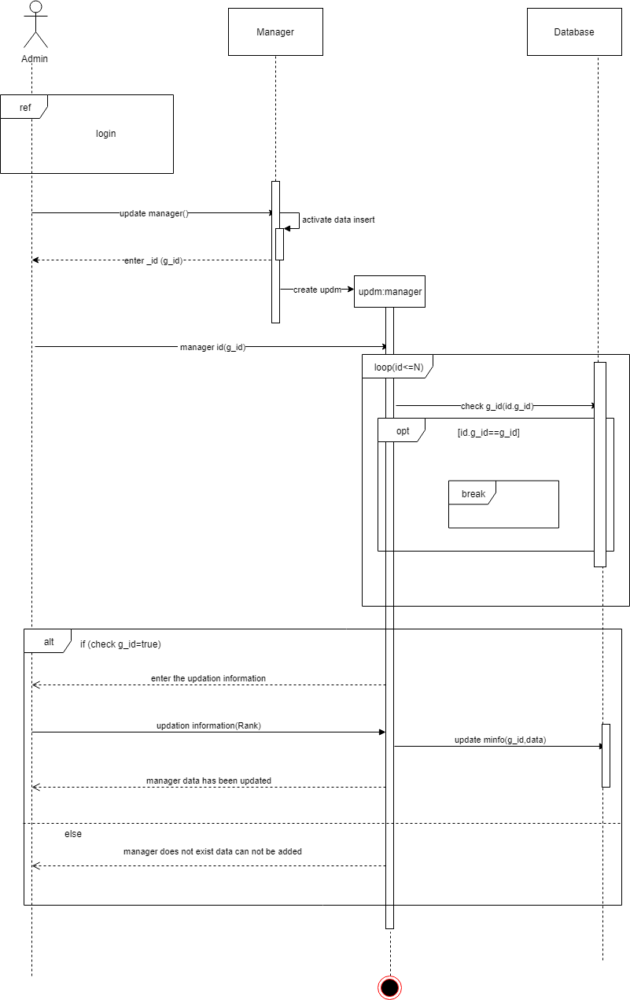 Admin
Manager
Database
ref
login
update manager()
activate data insert
enter _id (g_id)
create updm
updm:manager
manager id(g_id)
loop(id<=N)
check g_id(id.g_id)
opt
[id.g_id==g_id]
break
alt
if (check g_id=true)
enter the updation information
updation information(Rank)
update minfo(g_id,data)
manager data has been updated
else
manager does not exist data can not be added